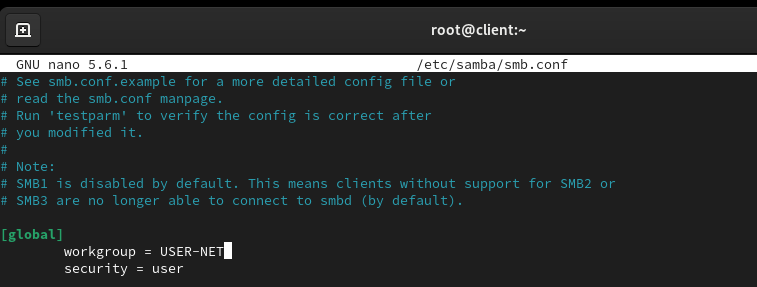 root@client:~
GNU nano 5.6.1 /etc/samba/smb.conf
# See smb.conf.example for a more detailed config file or
# read the smb.conf manpage.
# Run 'testparm' to verify the config is correct after
# you modified it.
#
# Note:
# SMB1 is disabled by default. This means clients without support for SMB2 or
# SMB3 are no longer able to connect to smbd (by default).
[global]
workgroup = USER-NET
security = user